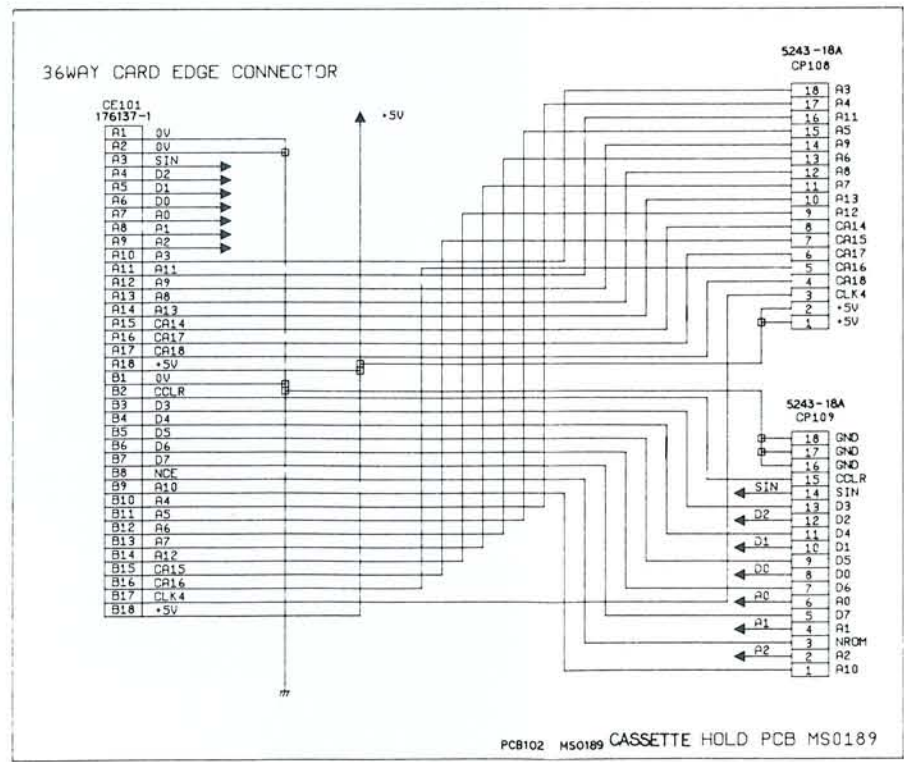 36WAY CARD EDGE CONNECTOR
CE101
176137-1
A1 0V
A2 0V
A3 SIN
A4 D2
A5 D1
A6 D0
A7 A0
A8 A1
A9 A2
A10 A3
A11 A11
A12 A9
A13 A8
A14 A13
A15 CA14
A16 CA17
A17 CA18
A18 +5V
B1 0V
B2 CCLR
B3 D3
B4 D4
B5 D5
B6 D6
B7 D7
B8 NCE
B9 A10
B10 A4
B11 A5
B12 A6
B13 A7
B14 A12
B15 CA15
B16 CA16
B17 CLK4
B18 +5V
+5V
5243-18A
CP108
18 A3
17 A4
16 A11
15 A5
14 A9
13 A6
12 A8
11 A7
10 A13
9 A12
8 CA14
7 CA15
6 CA17
5 CA16
4 CA18
3 CLK4
2 +5V
1 +5V
5243-18A
CP109
18 GND
17 GND
16 GND
15 CCLR
SIN 14 SIN
13 D3
D2 12 D2
11 D4
D1 10 D1
9 D5
D0 8 D0
7 D6
A0 6 A0
5 D7
A1 4 A1
3 NROM
A2 2 A2
1 A10
PCB102 MS0189 CASSETTE HOLD PCB MS0189